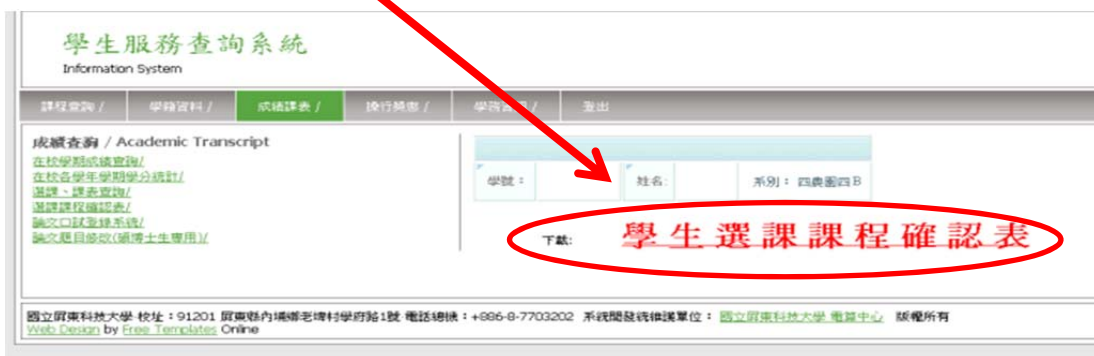 學生服務查詢系統
Information System
課程查詢 / 學籍資料 / 成績課表 / 操行獎懲 / 學務資訊 / 登出
成績查詢 / Academic Transcript
在校學期成績查詢/
在校各學年學期學分統計/
選課、課表查詢/
選課課程確認表/
論文口試登錄系統/
論文題目修改(碩博士生專用)/
學號： 姓名: 系別： 四農園四B
下載: 學生選課課程確認表
國立屏東科技大學 校址：91201 屏東縣內埔鄉老埤村學府路1號 電話總機：+886-8-7703202 系統開發統維護單位： 國立屏東科技大學 電算中心 版權所有
Web Design by Free Templates Online